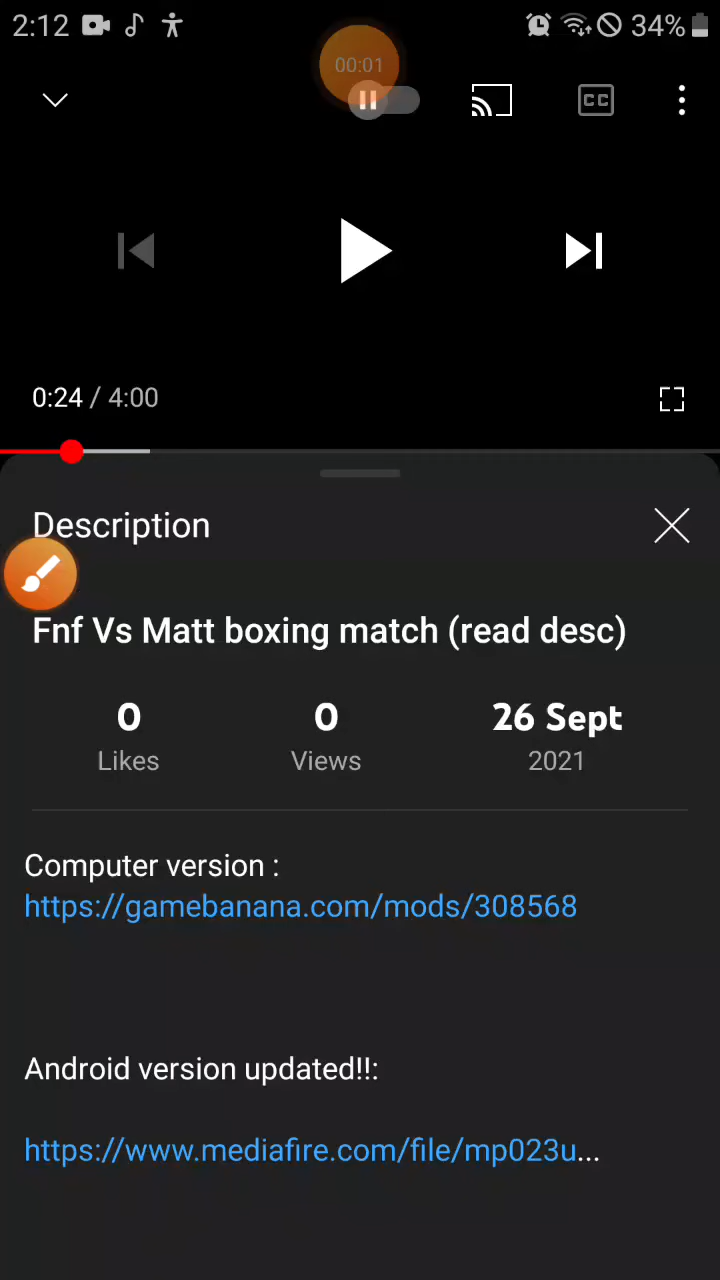 2:12 34%
00:01
CC
0:24 / 4:00
Description
Fnf Vs Matt boxing match (read desc)
0 0 26 Sept
Likes Views 2021
Computer version :
https://gamebanana.com/mods/308568
Android version updated!!:
https://www.mediafire.com/file/mp023u...